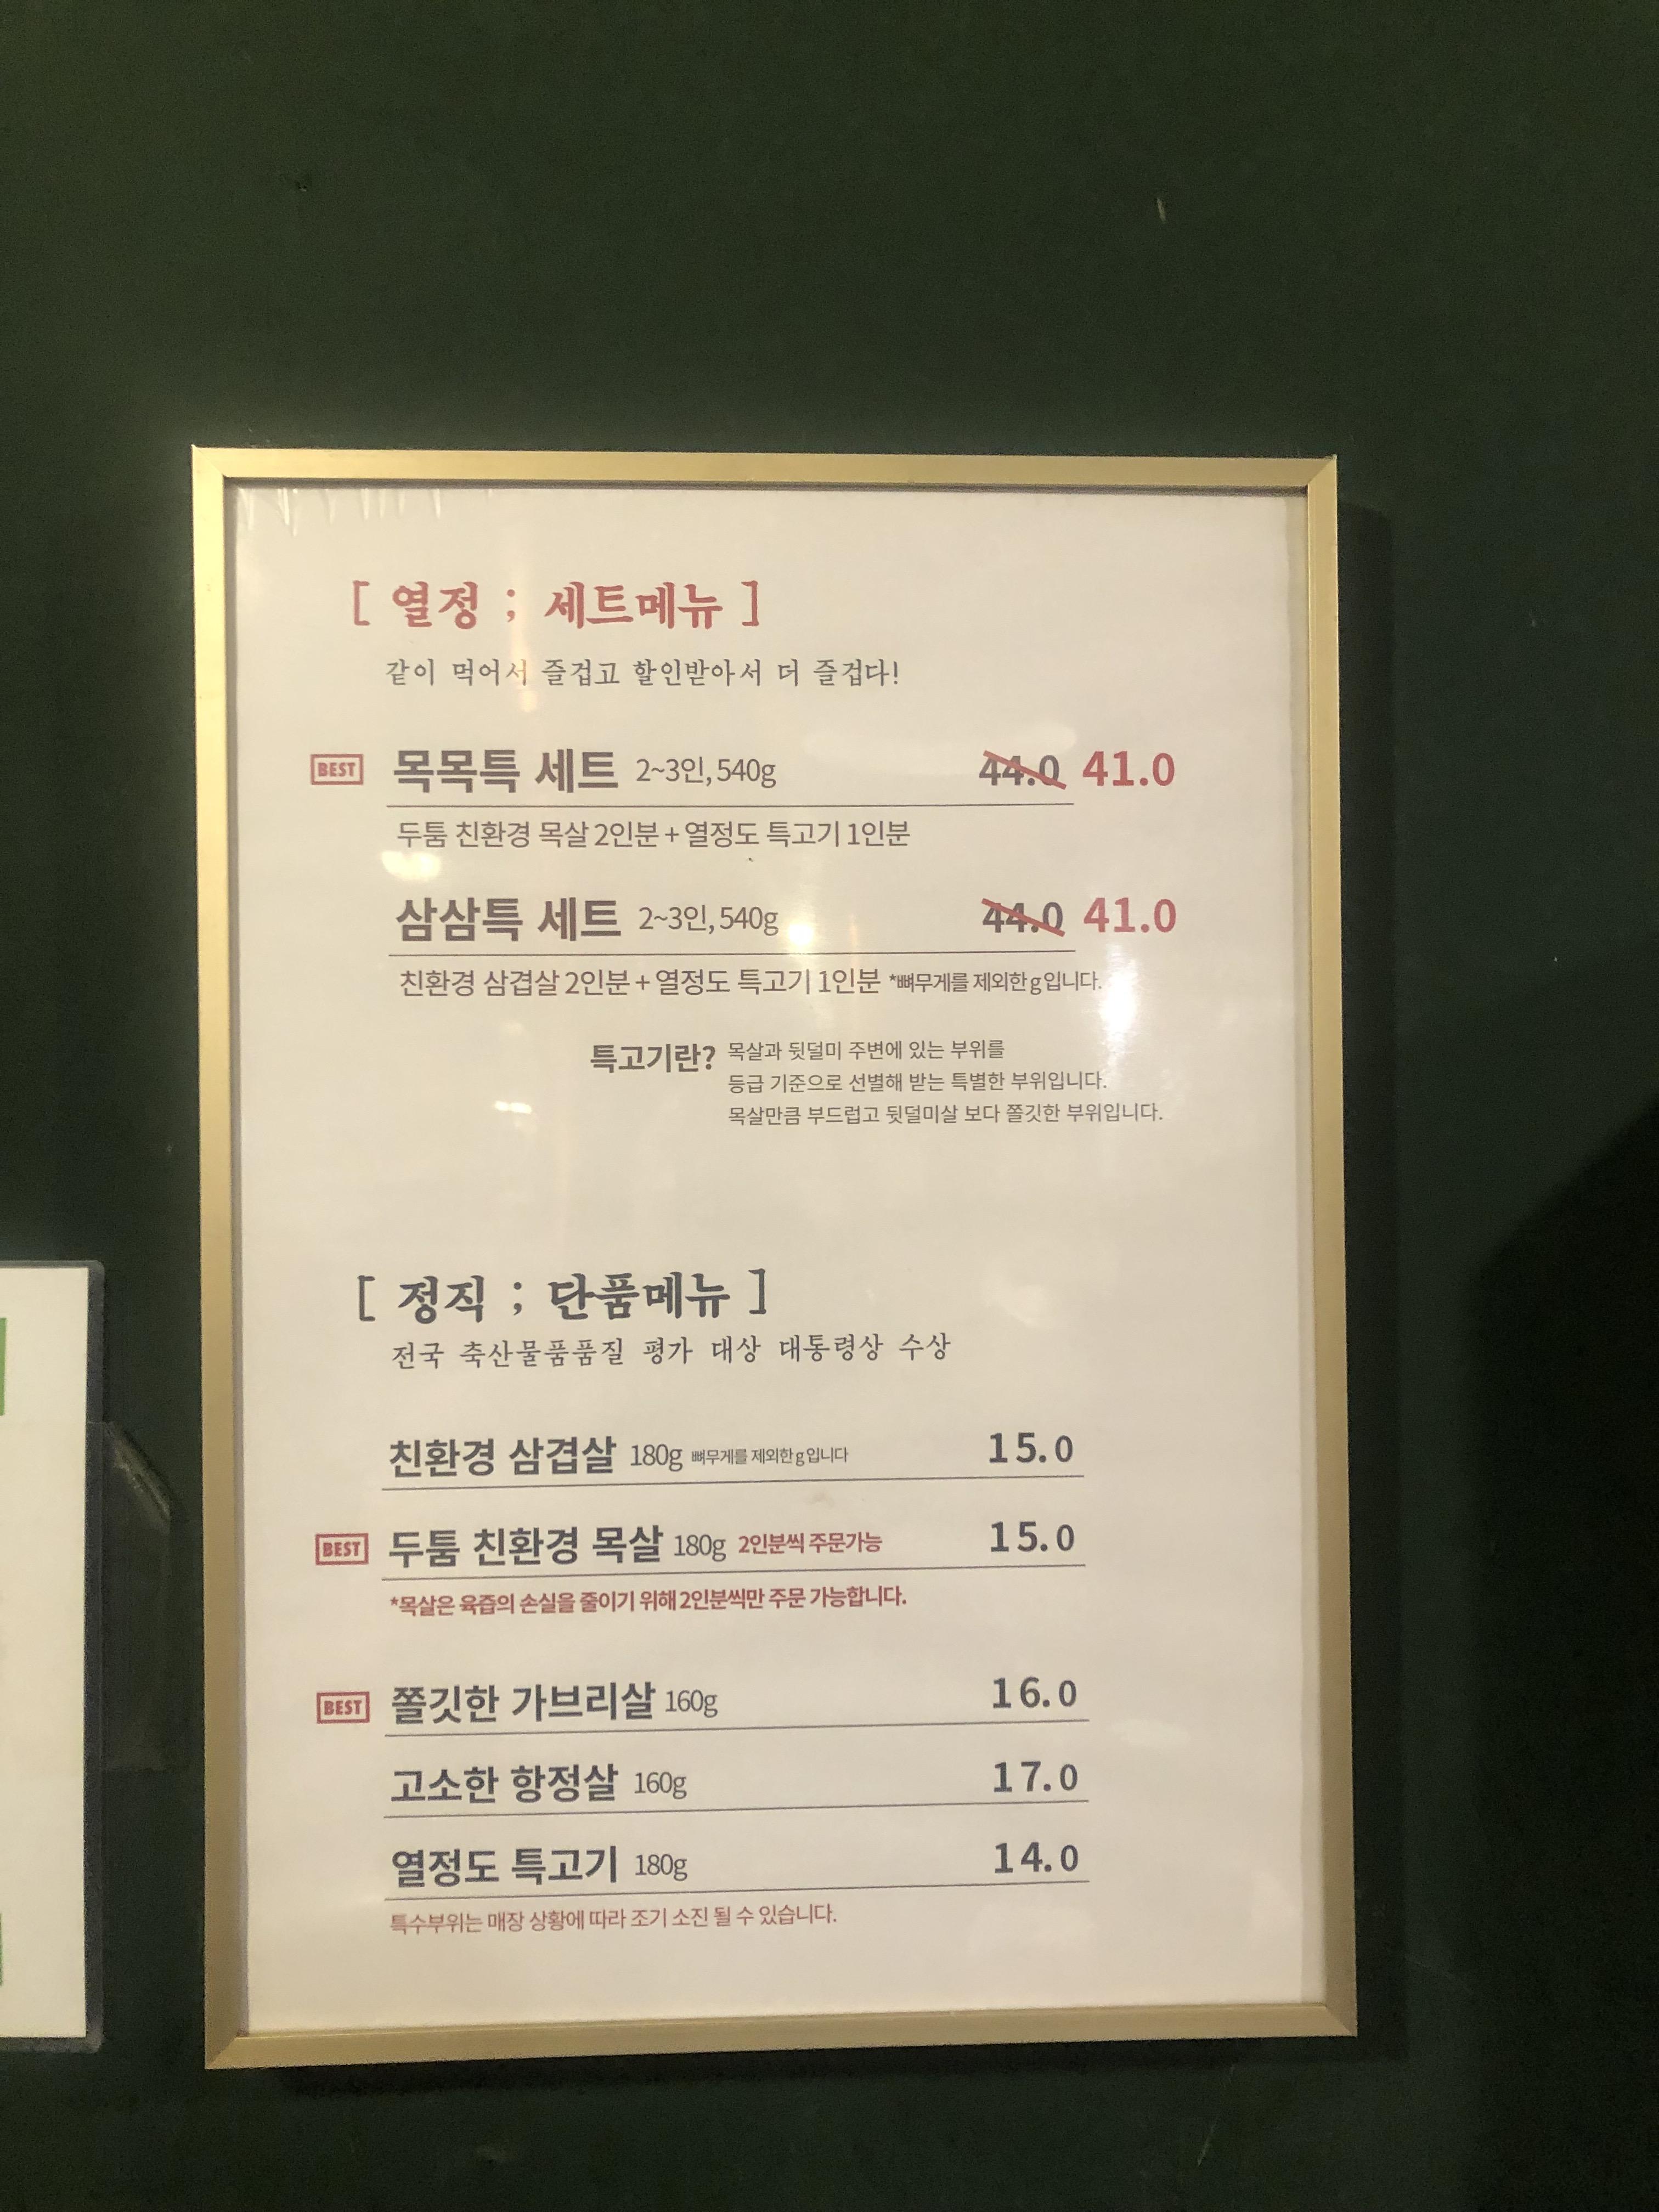 [ 열정 ; 세트메뉴 ]
같이 먹어서 즐겁고 할인받아서 더 즐겁다!
BEST 목목특 세트 2~3인, 540g 44.0 41.0
두툼 친환경 목살 2인분 + 열정도 특고기 1인분
삼삼특 세트 2~3인, 540g 44.0 41.0
친환경 삼겹살 2인분 + 열정도 특고기 1인분 *뼈무게를 제외한 g 입니다.
특고기란? 목살과 뒷덜미 주변에 있는 부위를
등급 기준으로 선별해 받는 특별한 부위입니다.
목살만큼 부드럽고 뒷덜미살 보다 쫄깃한 부위입니다.
[ 정직 ; 단품메뉴 ]
전국 축산물품품질 평가 대상 대통령상 수상
친환경 삼겹살 180g 뼈무게를 제외한 g 입니다 15.0
BEST 두툼 친환경 목살 180g 2인분씩 주문가능 15.0
*목살은 육즙의 손실을 줄이기 위해 2인분씩만 주문 가능합니다.
BEST 쫄깃한 가브리살 160g 16.0
고소한 항정살 160g 17.0
열정도 특고기 180g 14.0
특수부위는 매장 상황에 따라 조기 소진 될 수 있습니다.